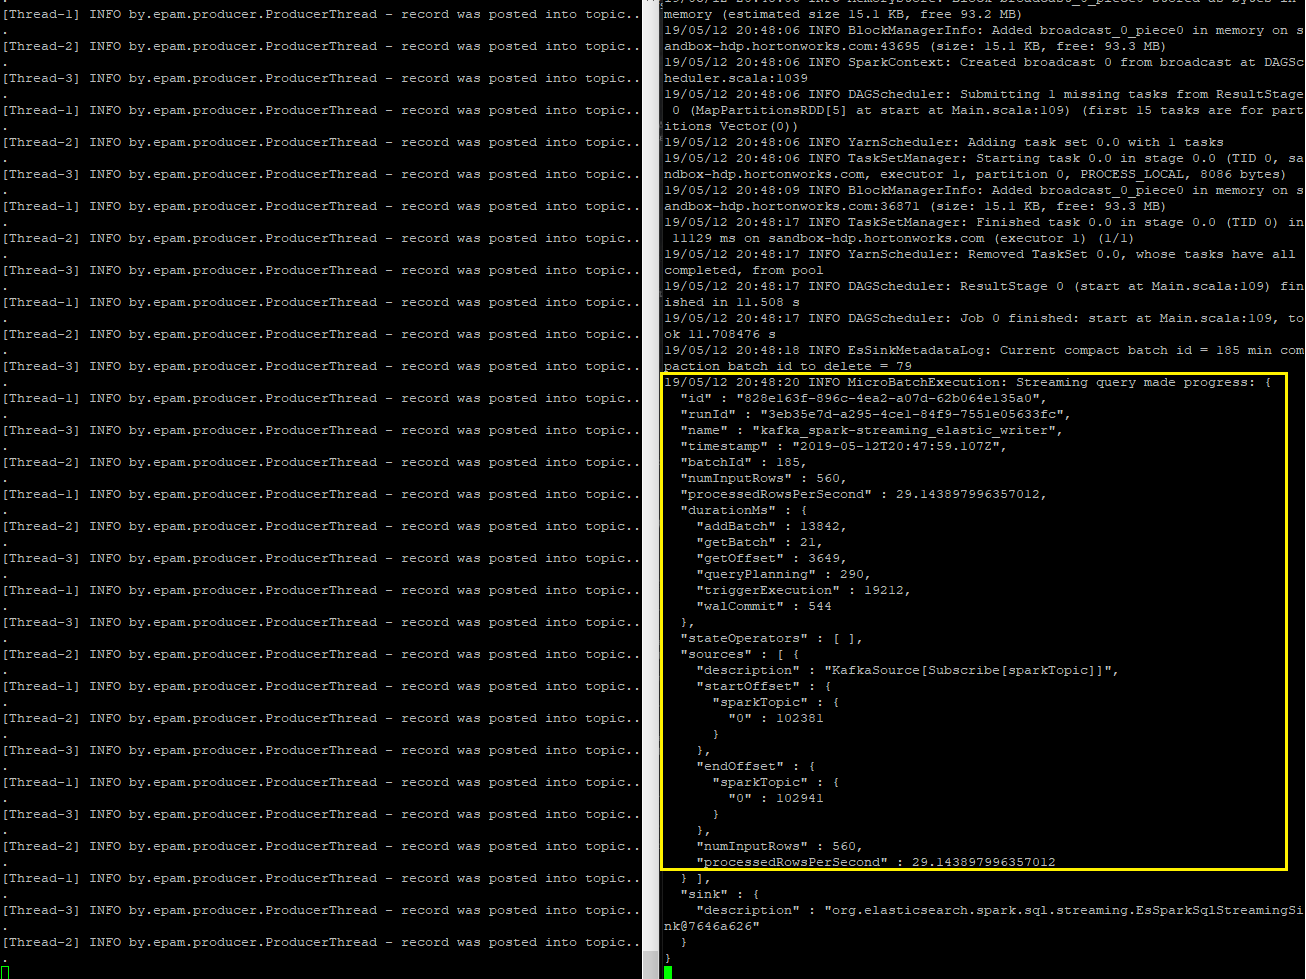 [Thread-1] INFO by.epam.producer.ProducerThread - record was posted into topic..
.
[Thread-2] INFO by.epam.producer.ProducerThread - record was posted into topic..
.
[Thread-3] INFO by.epam.producer.ProducerThread - record was posted into topic..
.
[Thread-1] INFO by.epam.producer.ProducerThread - record was posted into topic..
.
[Thread-2] INFO by.epam.producer.ProducerThread - record was posted into topic..
.
[Thread-3] INFO by.epam.producer.ProducerThread - record was posted into topic..
.
[Thread-1] INFO by.epam.producer.ProducerThread - record was posted into topic..
.
[Thread-2] INFO by.epam.producer.ProducerThread - record was posted into topic..
.
[Thread-3] INFO by.epam.producer.ProducerThread - record was posted into topic..
.
[Thread-1] INFO by.epam.producer.ProducerThread - record was posted into topic..
.
[Thread-2] INFO by.epam.producer.ProducerThread - record was posted into topic..
.
[Thread-3] INFO by.epam.producer.ProducerThread - record was posted into topic..
.
[Thread-1] INFO by.epam.producer.ProducerThread - record was posted into topic..
.
[Thread-3] INFO by.epam.producer.ProducerThread - record was posted into topic..
.
[Thread-2] INFO by.epam.producer.ProducerThread - record was posted into topic..
.
[Thread-1] INFO by.epam.producer.ProducerThread - record was posted into topic..
.
[Thread-2] INFO by.epam.producer.ProducerThread - record was posted into topic..
.
[Thread-3] INFO by.epam.producer.ProducerThread - record was posted into topic..
.
[Thread-1] INFO by.epam.producer.ProducerThread - record was posted into topic..
.
[Thread-3] INFO by.epam.producer.ProducerThread - record was posted into topic..
.
[Thread-2] INFO by.epam.producer.ProducerThread - record was posted into topic..
.
[Thread-1] INFO by.epam.producer.ProducerThread - record was posted into topic..
.
[Thread-2] INFO by.epam.producer.ProducerThread - record was posted into topic..
.
[Thread-3] INFO by.epam.producer.ProducerThread - record was posted into topic..
.
[Thread-1] INFO by.epam.producer.ProducerThread - record was posted into topic..
.
[Thread-3] INFO by.epam.producer.ProducerThread - record was posted into topic..
.
[Thread-2] INFO by.epam.producer.ProducerThread - record was posted into topic..
.
[Thread-1] INFO by.epam.producer.ProducerThread - record was posted into topic..
.
[Thread-3] INFO by.epam.producer.ProducerThread - record was posted into topic..
.
[Thread-2] INFO by.epam.producer.ProducerThread - record was posted into topic..
.
19/05/12 20:48:06 INFO MemoryStore: Block broadcast_0_piece0 stored as bytes in
memory (estimated size 15.1 KB, free 93.2 MB)
19/05/12 20:48:06 INFO BlockManagerInfo: Added broadcast_0_piece0 in memory on s
andbox-hdp.hortonworks.com:43695 (size: 15.1 KB, free: 93.3 MB)
19/05/12 20:48:06 INFO SparkContext: Created broadcast 0 from broadcast at DAGSc
heduler.scala:1039
19/05/12 20:48:06 INFO DAGScheduler: Submitting 1 missing tasks from ResultStage
 0 (MapPartitionsRDD[5] at start at Main.scala:109) (first 15 tasks are for part
itions Vector(0))
19/05/12 20:48:06 INFO YarnScheduler: Adding task set 0.0 with 1 tasks
19/05/12 20:48:06 INFO TaskSetManager: Starting task 0.0 in stage 0.0 (TID 0, sa
ndbox-hdp.hortonworks.com, executor 1, partition 0, PROCESS_LOCAL, 8086 bytes)
19/05/12 20:48:09 INFO BlockManagerInfo: Added broadcast_0_piece0 in memory on s
andbox-hdp.hortonworks.com:36871 (size: 15.1 KB, free: 93.3 MB)
19/05/12 20:48:17 INFO TaskSetManager: Finished task 0.0 in stage 0.0 (TID 0) in
 11129 ms on sandbox-hdp.hortonworks.com (executor 1) (1/1)
19/05/12 20:48:17 INFO YarnScheduler: Removed TaskSet 0.0, whose tasks have all
completed, from pool
19/05/12 20:48:17 INFO DAGScheduler: ResultStage 0 (start at Main.scala:109) fin
ished in 11.508 s
19/05/12 20:48:17 INFO DAGScheduler: Job 0 finished: start at Main.scala:109, to
ok 11.708476 s
19/05/12 20:48:18 INFO EsSinkMetadataLog: Current compact batch id = 185 min com
paction batch id to delete = 79
19/05/12 20:48:20 INFO MicroBatchExecution: Streaming query made progress: {
  "id" : "828e163f-896c-4ea2-a07d-62b064e135a0",
  "runId" : "3eb35e7d-a295-4ce1-84f9-7551e05633fc",
  "name" : "kafka_spark-streaming_elastic_writer",
  "timestamp" : "2019-05-12T20:47:59.107Z",
  "batchId" : 185,
  "numInputRows" : 560,
  "processedRowsPerSecond" : 29.143897996357012,
  "durationMs" : {
    "addBatch" : 13842,
    "getBatch" : 21,
    "getOffset" : 3649,
    "queryPlanning" : 290,
    "triggerExecution" : 19212,
    "walCommit" : 544
  },
  "stateOperators" : [ ],
  "sources" : [ {
    "description" : "KafkaSource[Subscribe[sparkTopic]]",
    "startOffset" : {
      "sparkTopic" : {
        "0" : 102381
      }
    },
    "endOffset" : {
      "sparkTopic" : {
        "0" : 102941
      }
    },
    "numInputRows" : 560,
    "processedRowsPerSecond" : 29.143897996357012
  } ],
  "sink" : {
    "description" : "org.elasticsearch.spark.sql.streaming.EsSparkSqlStreamingSi
nk@7646a626"
  }
}